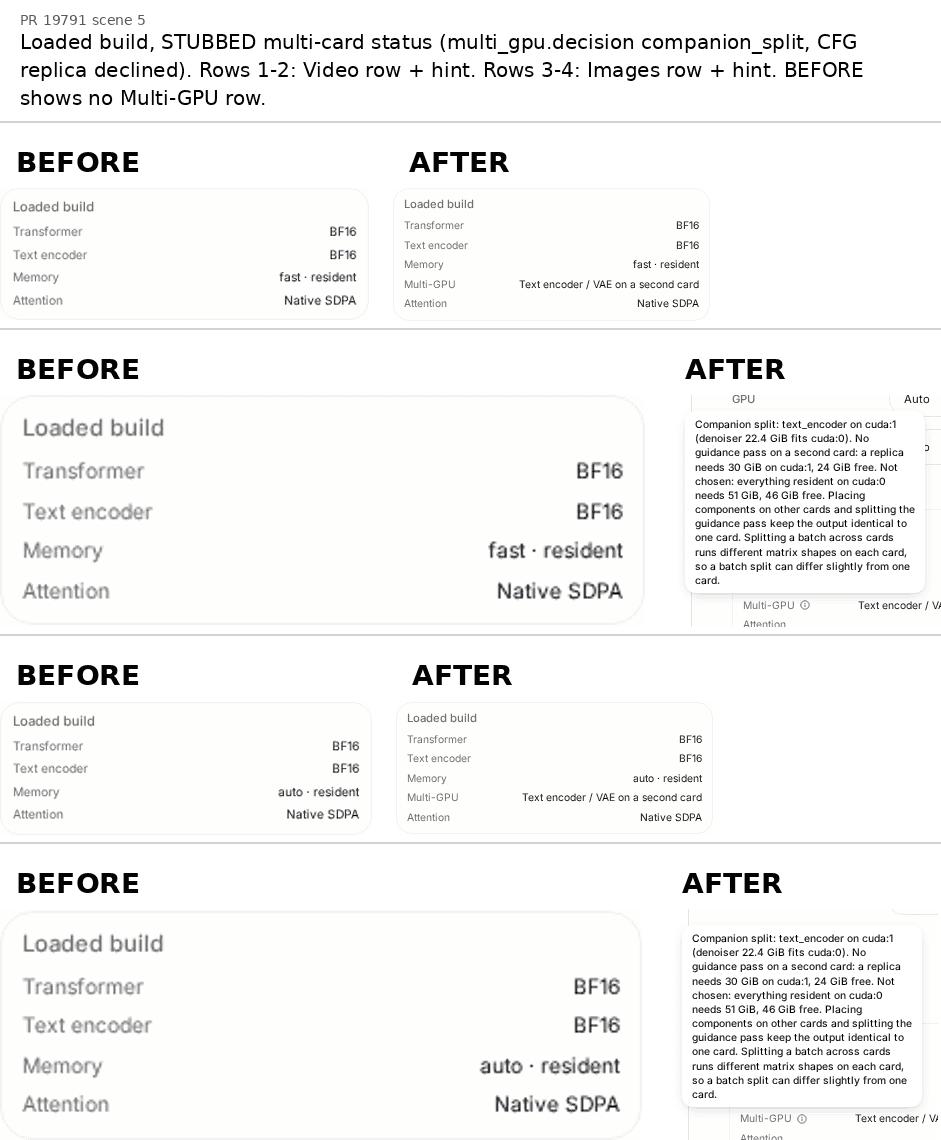 PR 19791 scene 5
Loaded build, STUBBED multi-card status (multi_gpu.decision companion_split, CFG
replica declined). Rows 1-2: Video row + hint. Rows 3-4: Images row + hint. BEFORE
shows no Multi-GPU row.
BEFORE
Loaded build
Transformer BF16
Text encoder BF16
Memory fast · resident
Attention Native SDPA
AFTER
Loaded build
Transformer BF16
Text encoder BF16
Memory fast · resident
Multi-GPU Text encoder / VAE on a second card
Attention Native SDPA
BEFORE
Loaded build
Transformer BF16
Text encoder BF16
Memory fast · resident
Attention Native SDPA
AFTER
GPU Auto
Companion split: text_encoder on cuda:1
(denoiser 22.4 GiB fits cuda:0). No
guidance pass on a second card: a replica
needs 30 GiB on cuda:1, 24 GiB free. Not
chosen: everything resident on cuda:0
needs 51 GiB, 46 GiB free. Placing
components on other cards and splitting the
guidance pass keep the output identical to
one card. Splitting a batch across cards
runs different matrix shapes on each card,
so a batch split can differ slightly from one
card.
Multi-GPU Text encoder / VA
Attention
BEFORE
Loaded build
Transformer BF16
Text encoder BF16
Memory auto · resident
Attention Native SDPA
AFTER
Loaded build
Transformer BF16
Text encoder BF16
Memory auto · resident
Multi-GPU Text encoder / VAE on a second card
Attention Native SDPA
BEFORE
Loaded build
Transformer BF16
Text encoder BF16
Memory auto · resident
Attention Native SDPA
AFTER
Companion split: text_encoder on cuda:1
(denoiser 22.4 GiB fits cuda:0). No
guidance pass on a second card: a replica
needs 30 GiB on cuda:1, 24 GiB free. Not
chosen: everything resident on cuda:0
needs 51 GiB, 46 GiB free. Placing
components on other cards and splitting the
guidance pass keep the output identical to
one card. Splitting a batch across cards
runs different matrix shapes on each card,
so a batch split can differ slightly from one
card.
Multi-GPU Text encoder / VA
Attention